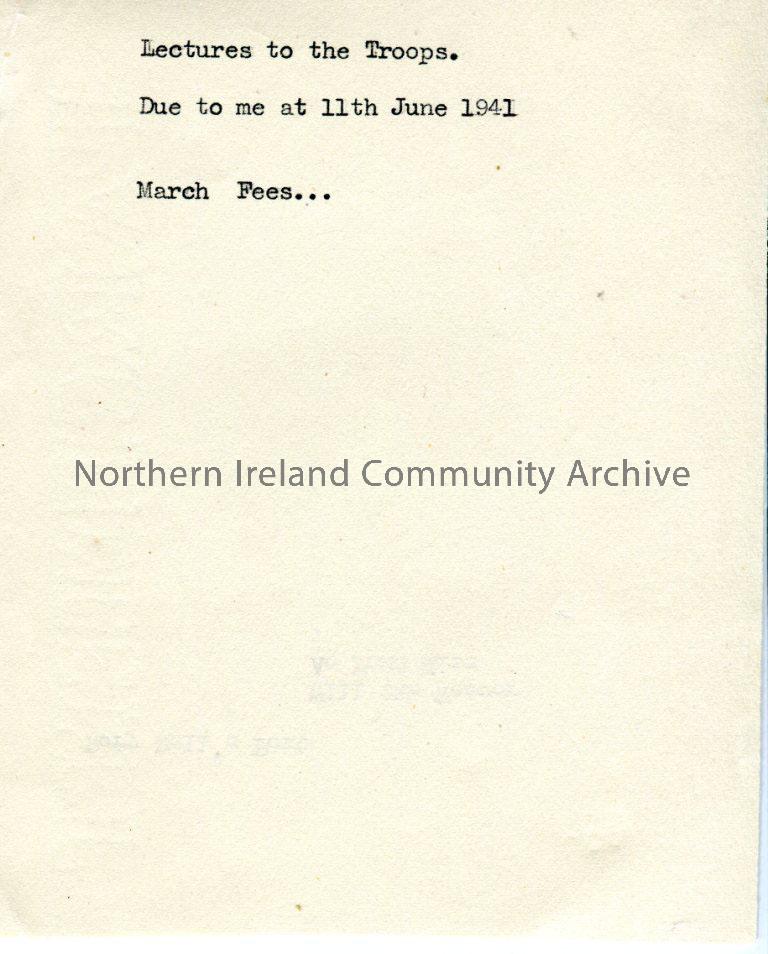 Lectures to the Troops.
Due to me at 11th June 1941
March Fees...
Northern Ireland Community Archive